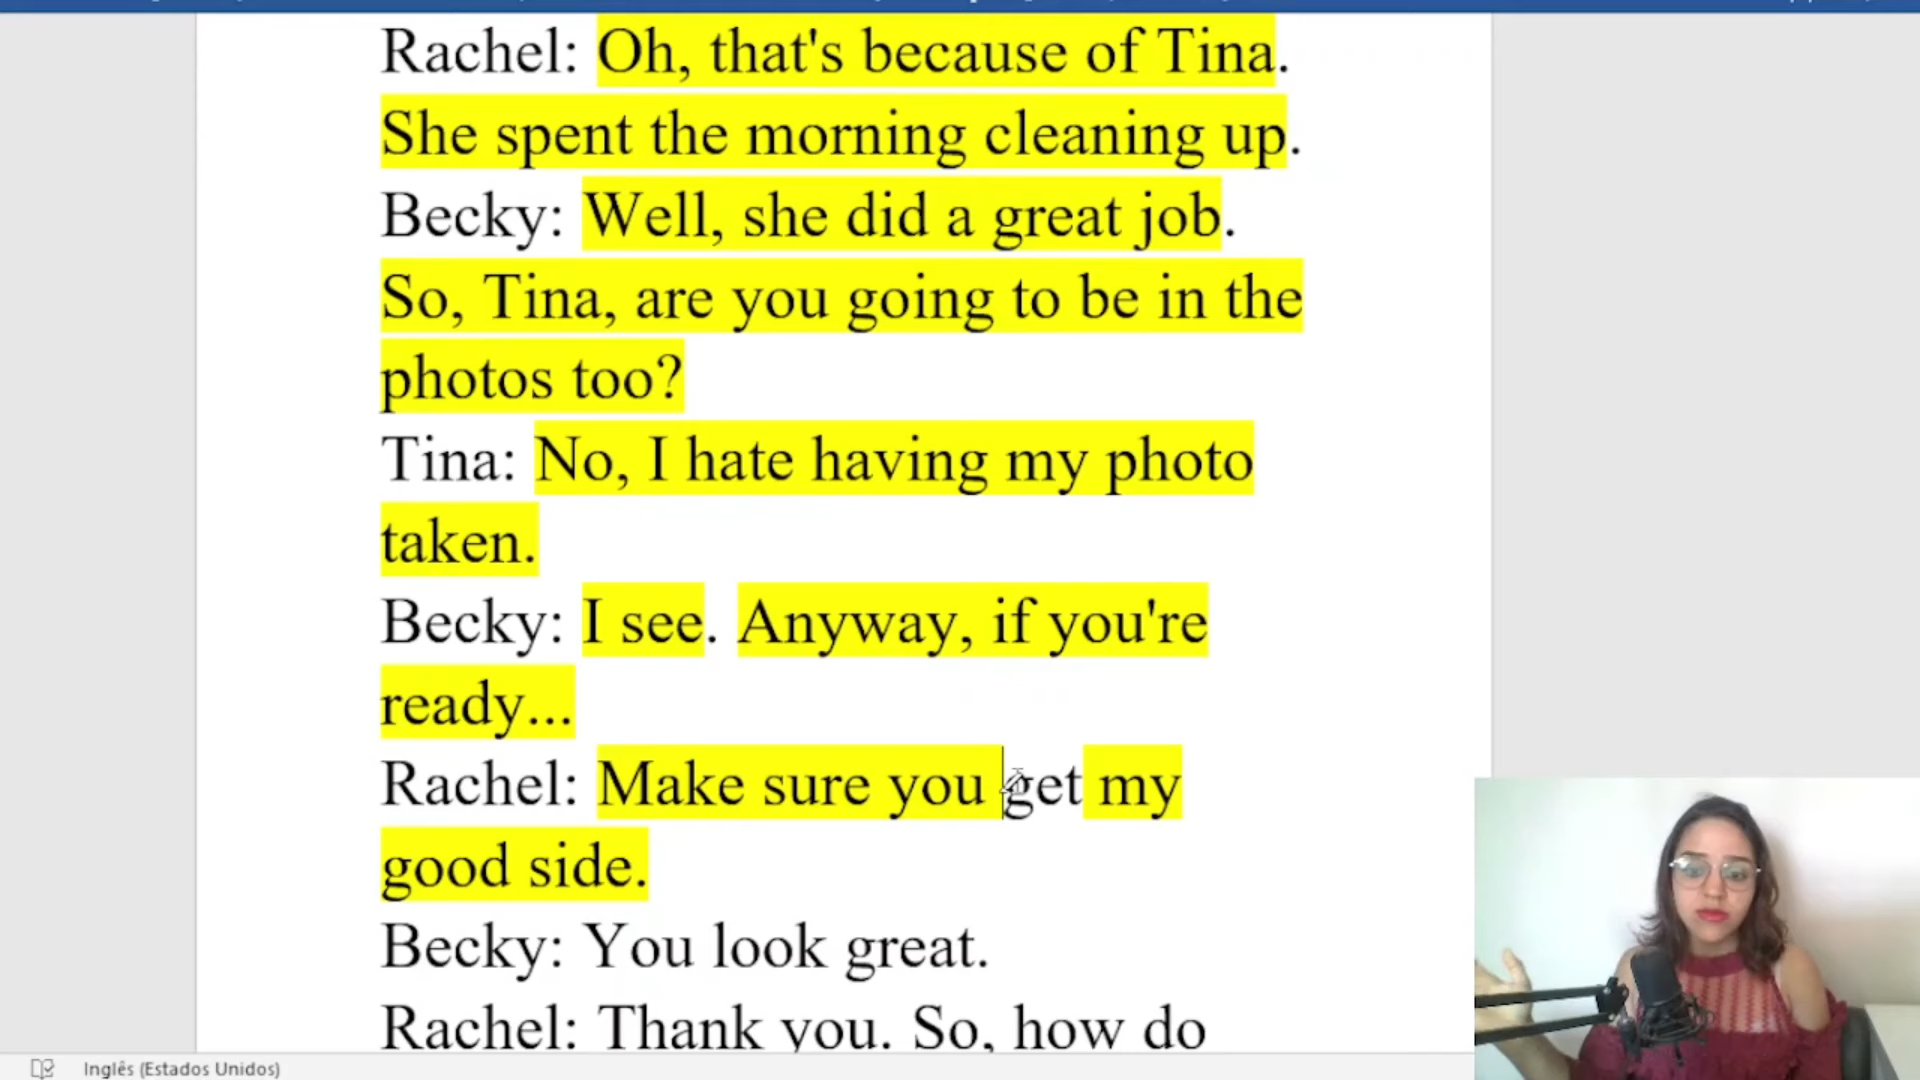 Rachel: Oh, that's because of Tina.
She spent the morning cleaning up.
Becky: Well, she did a great job.
So, Tina, are you going to be in the
photos too?
Tina: No, I hate having my photo
taken.
Becky: I see. Anyway, if you're
ready...
Rachel: Make sure you get my
good side.
Becky: You look great.
Rachel: Thank you. So, how do
Inglês (Estados Unidos)